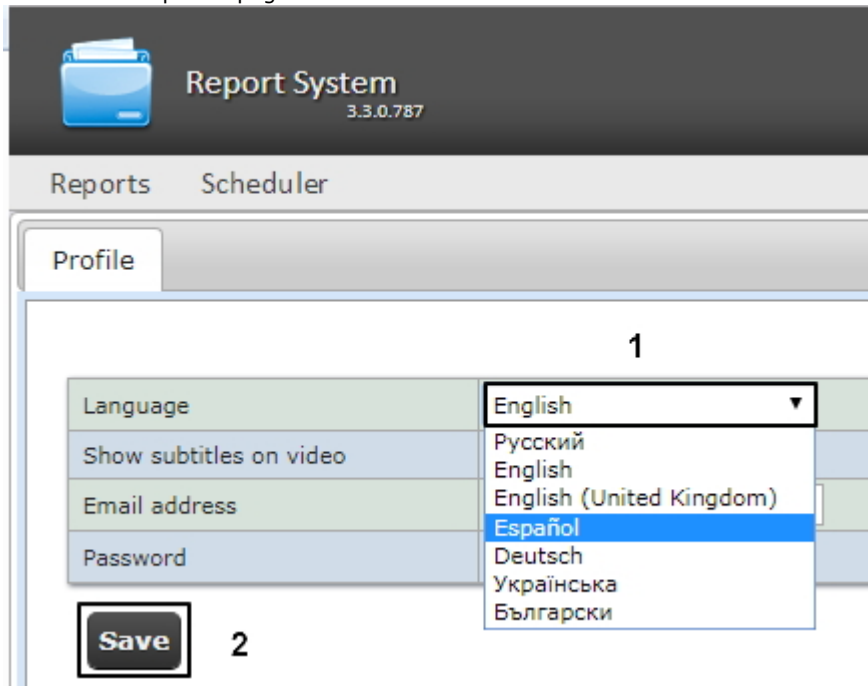 Report System
3.3.0.787
Reports Scheduler
Profile
1
Language English
Русский
Show subtitles on video
English
Email address
English (United Kingdom)
Español
Password
Deutsch
Українська
Български
Save 2